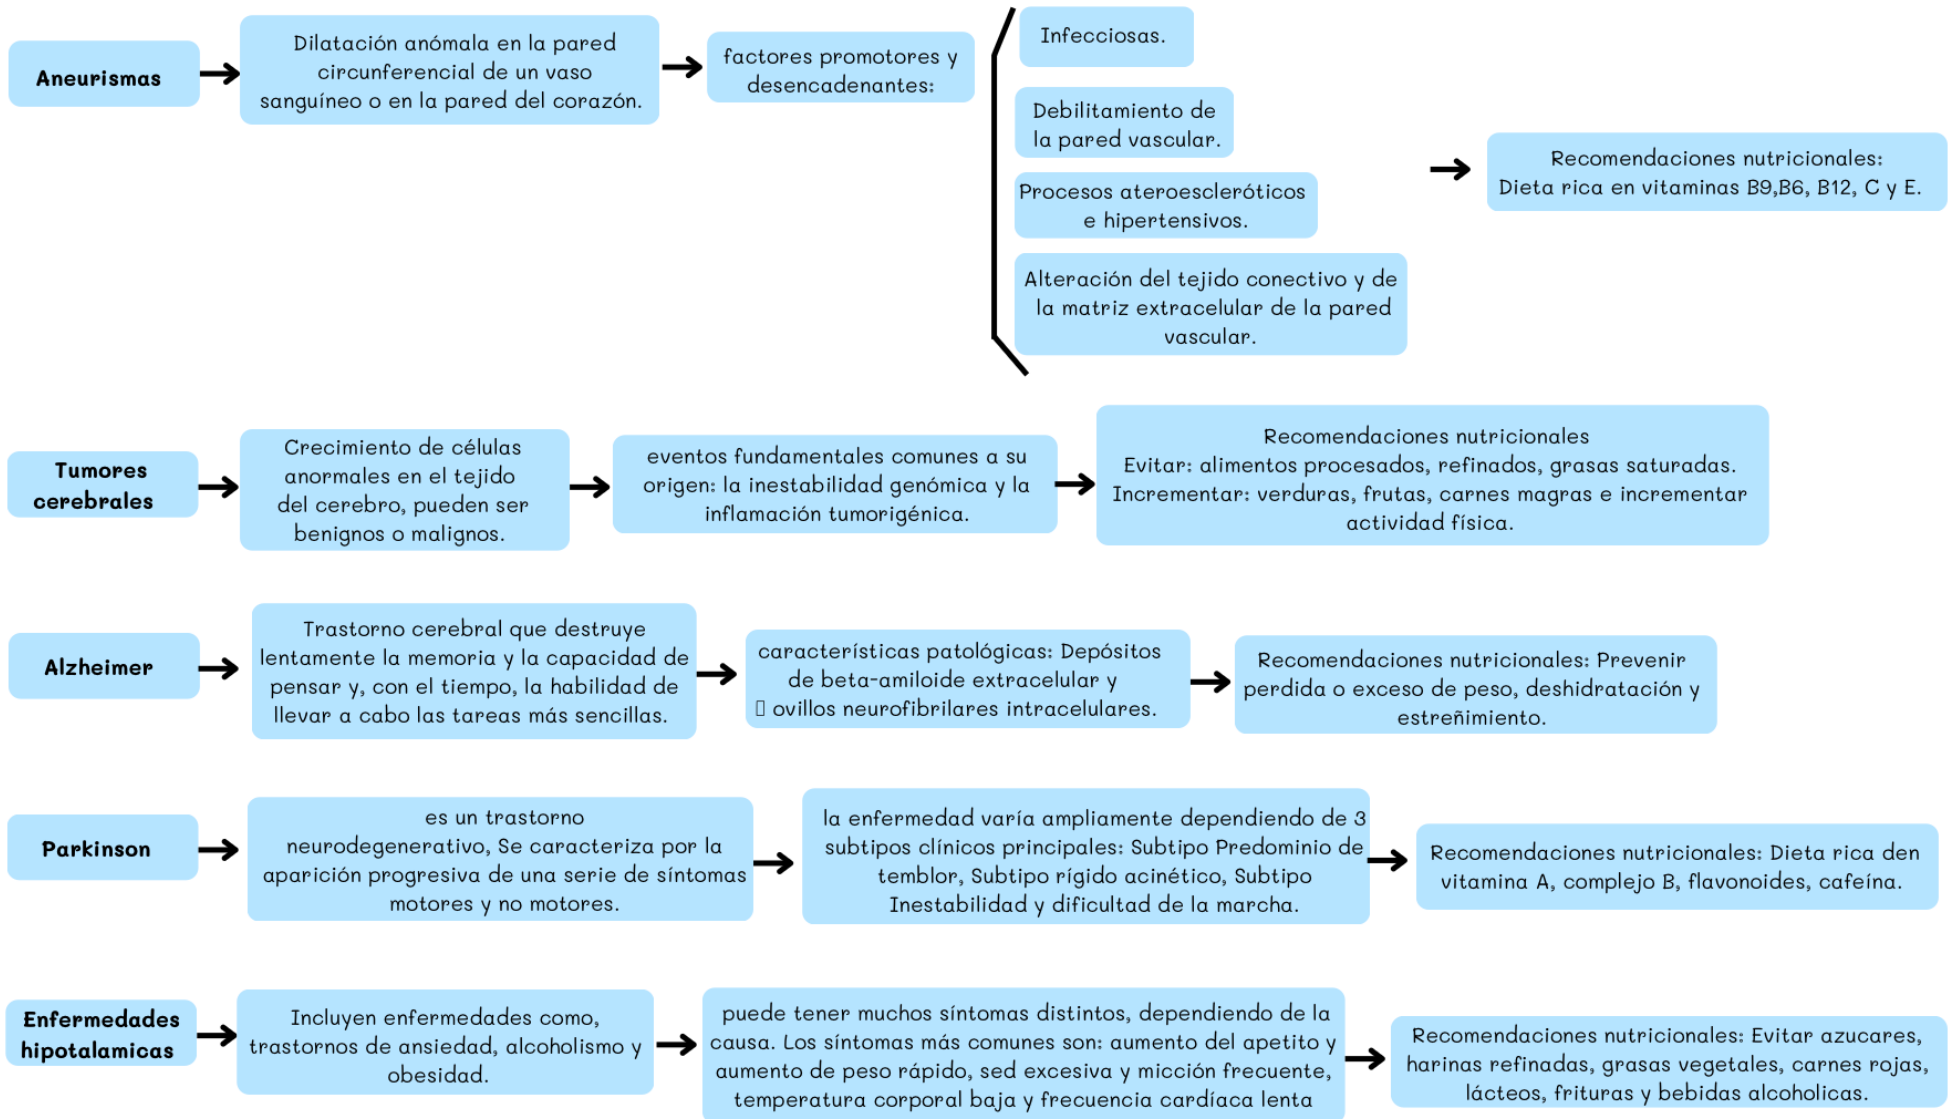 Aneurismas
Dilatación anómala en la pared
circunferencial de un vaso
sanguíneo o en la pared del corazón.
factores promotores y
desencadenantes:
Infecciosas.
Debilitamiento de
la pared vascular.
Procesos ateroescleróticos
e hipertensivos.
Alteración del tejido conectivo y de
la matriz extracelular de la pared
vascular.
Recomendaciones nutricionales:
Dieta rica en vitaminas B9,B6, B12, C y E.
Tumores
cerebrales
Crecimiento de células
anormales en el tejido
del cerebro, pueden ser
benignos o malignos.
eventos fundamentales comunes a su
origen: la inestabilidad genómica y la
inflamación tumorigénica.
Recomendaciones nutricionales
Evitar: alimentos procesados, refinados, grasas saturadas.
Incrementar: verduras, frutas, carnes magras e incrementar
actividad física.
Alzheimer
Trastorno cerebral que destruye
lentamente la memoria y la capacidad de
pensar y, con el tiempo, la habilidad de
llevar a cabo las tareas más sencillas.
características patológicas: Depósitos
de beta-amiloide extracelular y
▯ ovillos neurofibrilares intracelulares.
Recomendaciones nutricionales: Prevenir
perdida o exceso de peso, deshidratación y
estreñimiento.
Parkinson
es un trastorno
neurodegenerativo, Se caracteriza por la
aparición progresiva de una serie de síntomas
motores y no motores.
la enfermedad varía ampliamente dependiendo de 3
subtipos clínicos principales: Subtipo Predominio de
temblor, Subtipo rígido acinético, Subtipo
Inestabilidad y dificultad de la marcha.
Recomendaciones nutricionales: Dieta rica den
vitamina A, complejo B, flavonoides, cafeína.
Enfermedades
hipotalamicas
Incluyen enfermedades como,
trastornos de ansiedad, alcoholismo y
obesidad.
puede tener muchos síntomas distintos, dependiendo de la
causa. Los síntomas más comunes son: aumento del apetito y
aumento de peso rápido, sed excesiva y micción frecuente,
temperatura corporal baja y frecuencia cardíaca lenta
Recomendaciones nutricionales: Evitar azucares,
harinas refinadas, grasas vegetales, carnes rojas,
lácteos, frituras y bebidas alcoholicas.